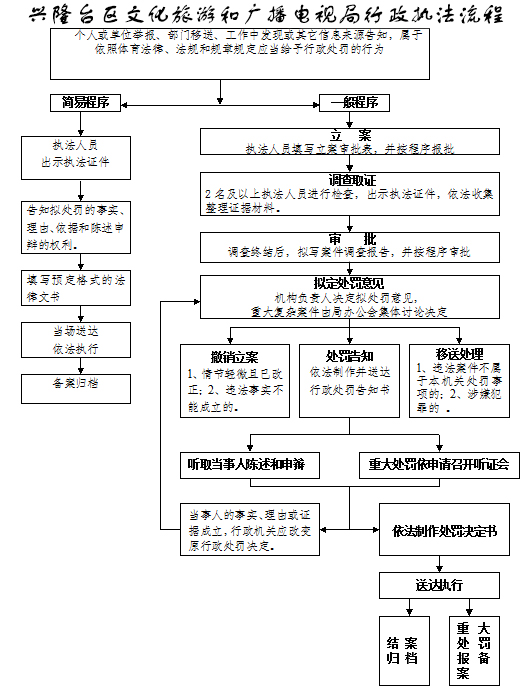 兴隆台区文化旅游和广播电视局行政执法流程
个人或单位举报、部门移送、工作中发现或其它信息来源告知，属于
依照体育法律、法规和规章规定应当给予行政处罚的行为
简易程序
一般程序
执法人员
出示执法证件
告知拟处罚的事实、
理由、依据和陈述申
辩的权利。
填写预定格式的法
律文书
当场送达
依法执行
备案归档
立 案
执法人员填写立案审批表，并按程序报批
调查取证
2名及以上执法人员进行检查，出示执法证件，依法收集
整理证据材料。
审 批
调查终结后，拟写案件调查报告，并按程序审批
拟定处罚意见
机构负责人决定拟处罚意见，
重大复杂案件由局办公会集体讨论决定
撤销立案
1、情节轻微且已改
正；2、违法事实不
能成立的。
处罚告知
依法制作并送达
行政处罚告知书
移送处理
1、违法案件不属
于本机关处罚事
项的；2、涉嫌犯
罪的 。
听取当事人陈述和申辩
重大处罚依申请召开听证会
当事人的事实、理由或证
据成立，行政机关应改变
原行政处罚决定。
依法制作处罚决定书
送达执行
结 案
归 档
重 大
处 罚
报 备
案